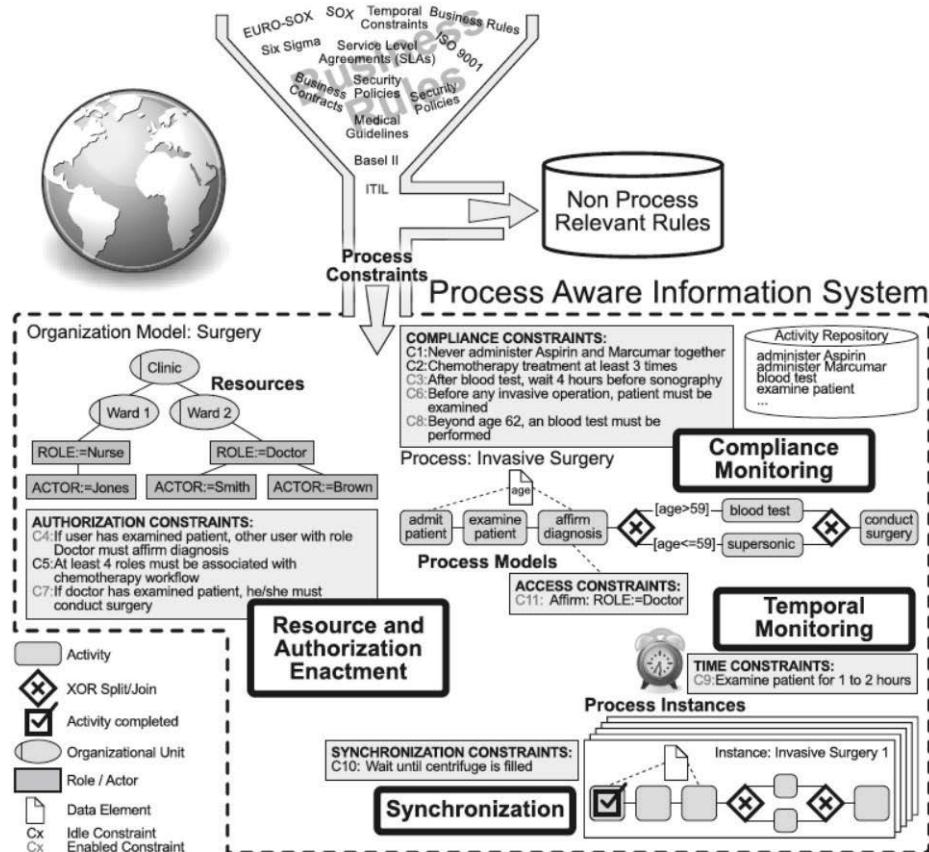 EURO-SOX
SOX
Temporal
Constraints
Business Rules
Six Sigma
Service Level
Agreements (SLAs)
ISO 9001
Business
Rules
Business
Contracts
Security
Policies
Security
Policies
Medical
Guidelines
Basel II
ITIL
Non Process
Relevant Rules
Process
Constraints
Process Aware Information System
Organization Model: Surgery
Clinic
Resources
Ward 1
Ward 2
ROLE:=Nurse
ROLE:=Doctor
ACTOR:=Jones
ACTOR:=Smith
ACTOR:=Brown
AUTHORIZATION CONSTRAINTS:
C4:If user has examined patient, other user with role
Doctor must affirm diagnosis
C5:At least 4 roles must be associated with
chemotherapy workflow
C7:If doctor has examined patient, he/she must
conduct surgery
Resource and
Authorization
Enactment
COMPLIANCE CONSTRAINTS:
C1:Never administer Aspirin and Marcumar together
C2:Chemotherapy treatment at least 3 times
C3:After blood test, wait 4 hours before sonography
C6:Before any invasive operation, patient must be
examined
C8:Beyond age 62, an blood test must be
performed
Activity Repository
administer Aspirin
administer Marcumar
blood test
examine patient
...
Compliance
Monitoring
Process: Invasive Surgery
age
admit
patient
examine
patient
affirm
diagnosis
[age>59]
blood test
[age<=59]
supersonic
conduct
surgery
Process Models
ACCESS CONSTRAINTS:
C11: Affirm: ROLE:=Doctor
Temporal
Monitoring
TIME CONSTRAINTS:
C9:Examine patient for 1 to 2 hours
Process Instances
Instance: Invasive Surgery 1
SYNCHRONIZATION CONSTRAINTS:
C10: Wait until centrifuge is filled
Synchronization
Activity
XOR Split/Join
Activity completed
Organizational Unit
Role / Actor
Data Element
Cx Idle Constraint
Cx Enabled Constraint